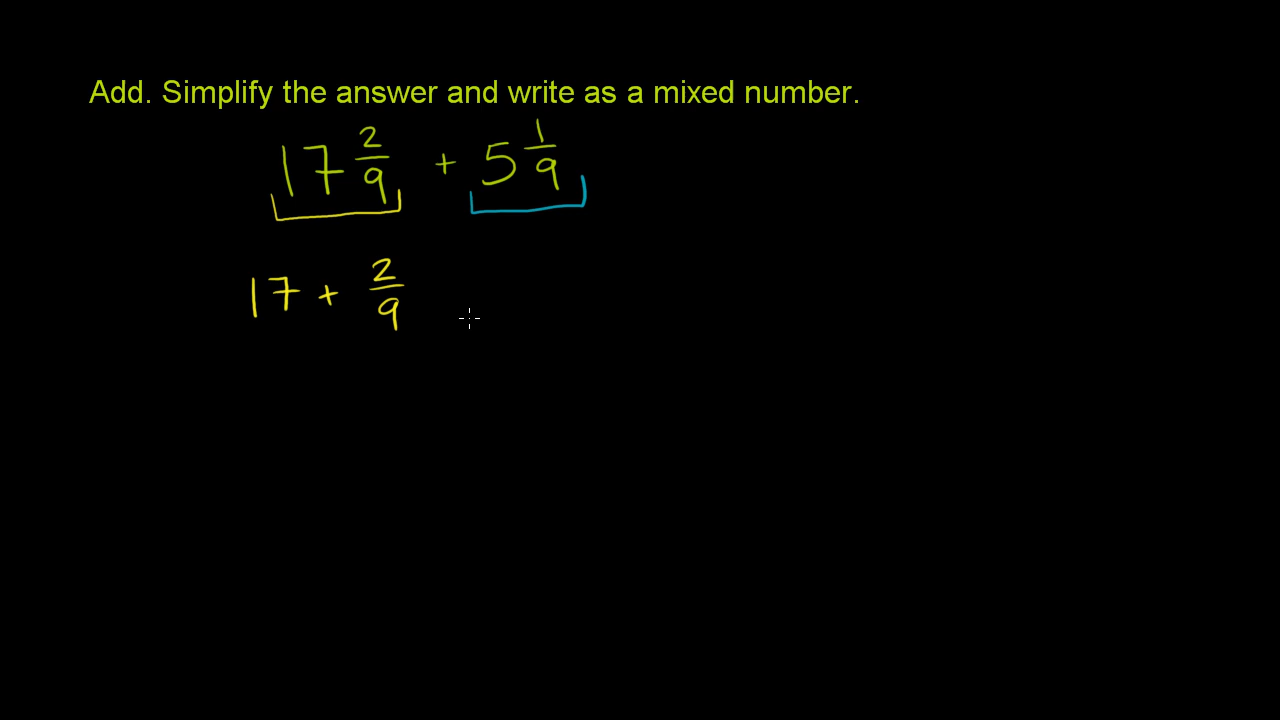 Add. Simplify the answer and write as a mixed number.
17 2/9 + 5 1/9
17 + 2/9